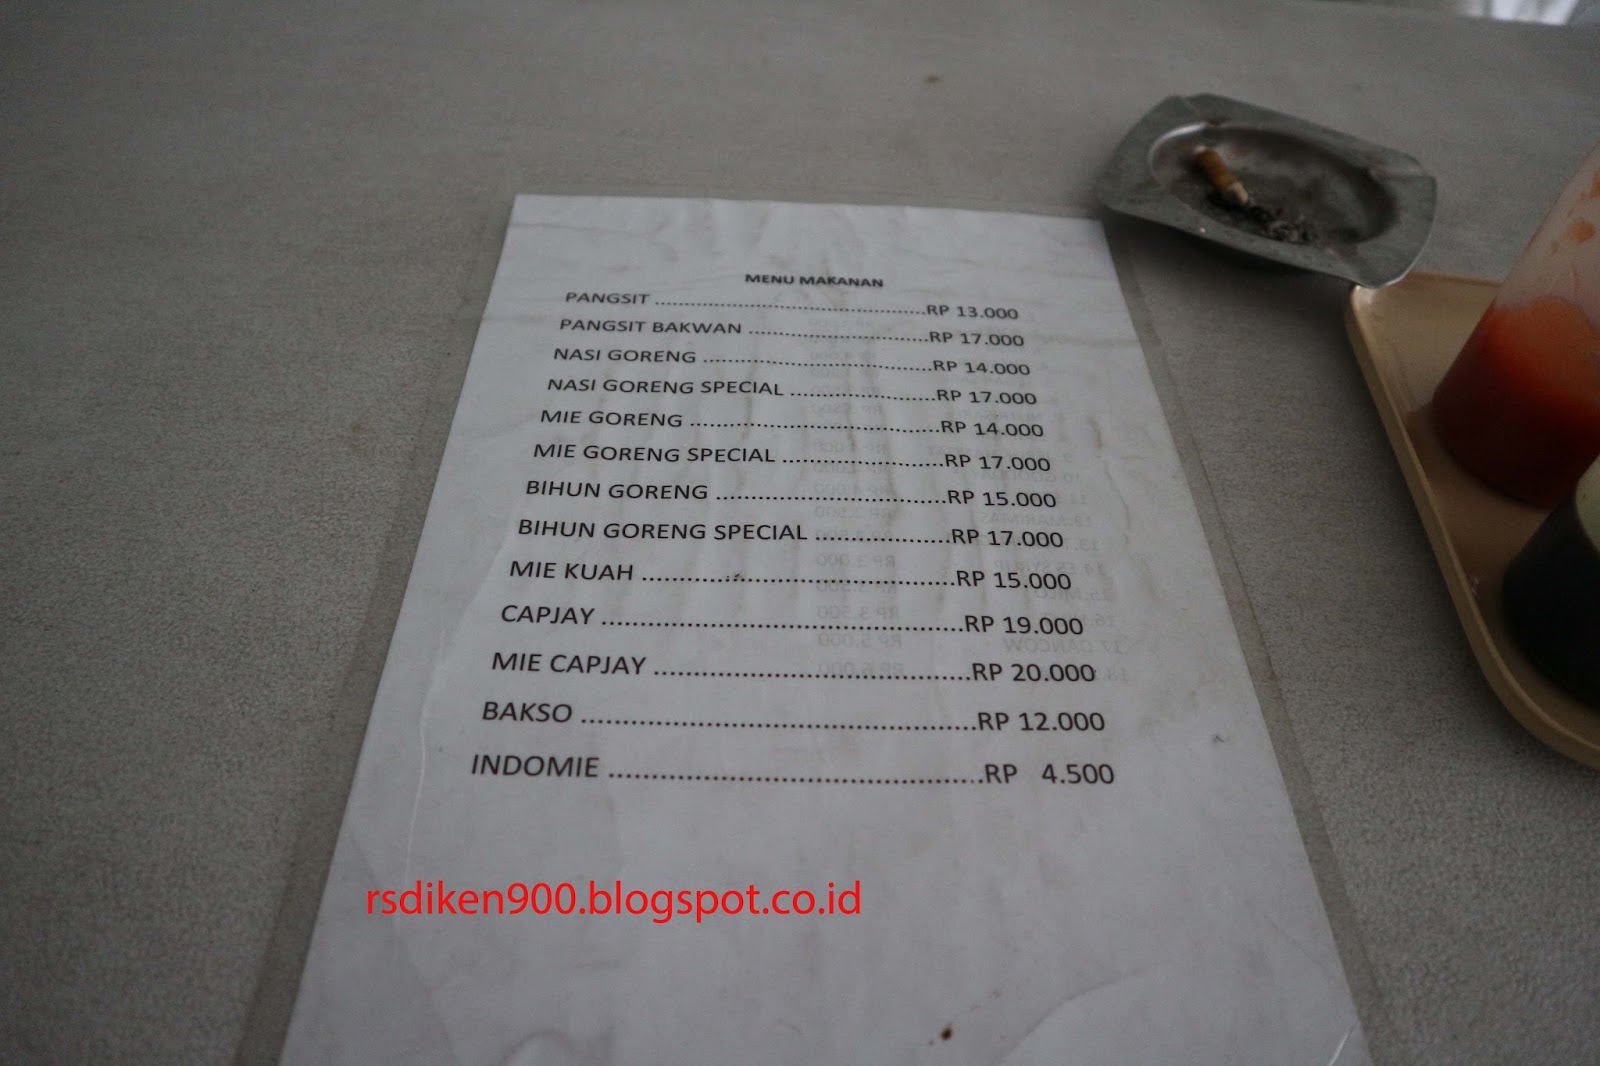 MENU MAKANAN
PANGSIT ........................................RP 13.000
PANGSIT BAKWAN ...........................RP 17.000
NASI GORENG ..................................RP 14.000
NASI GORENG SPECIAL .....................RP 17.000
MIE GORENG ....................................RP 14.000
MIE GORENG SPECIAL .......................RP 17.000
BIHUN GORENG ................................RP 15.000
BIHUN GORENG SPECIAL ...................RP 17.000
MIE KUAH ..........................................RP 15.000
CAPJAY ..............................................RP 19.000
MIE CAPJAY ......................................RP 20.000
BAKSO ..............................................RP 12.000
INDOMIE ............................................RP 4.500
rsdiken900.blogspot.co.id